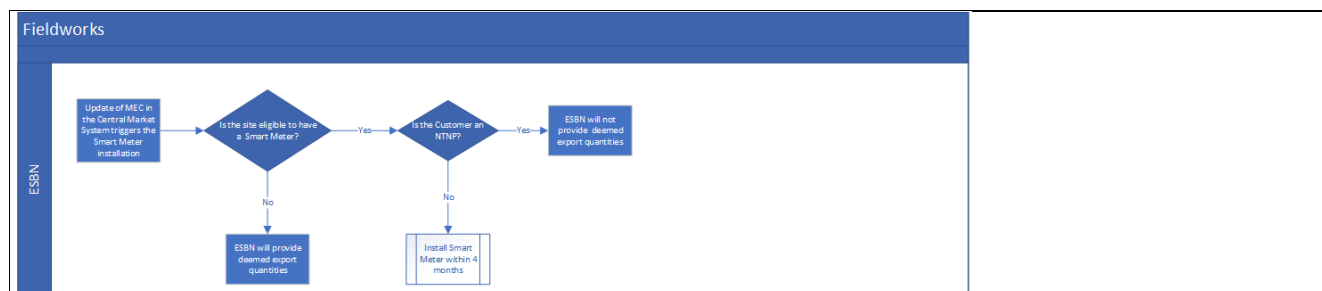 Fieldworks
ESBN
Update of MEC in
the Central Market
System triggers the
Smart Meter
installation
Is the site eligible to have
a Smart Meter?
Yes
Is the Customer an
NTNP?
Yes
ESBN will not
provide deemed
export quantities
No
No
ESBN will provide
deemed export
quantities
Install Smart
Meter within 4
months